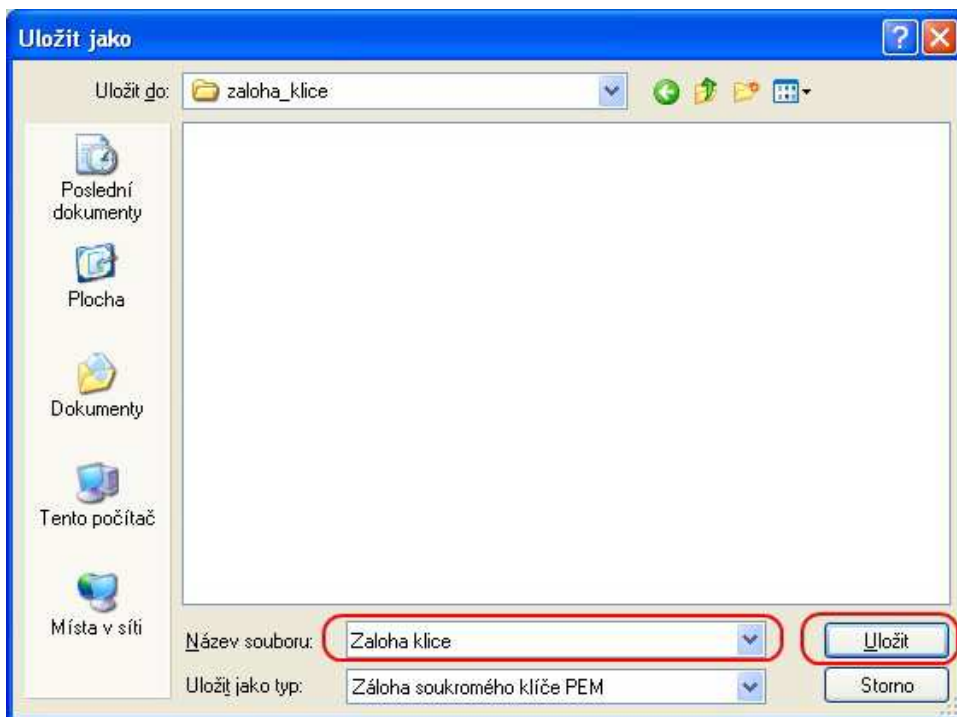 Uložit jako
Uložit do: zaloha_klice
Poslední
dokumenty
Plocha
Dokumenty
Tento počítač
Místa v síti
Název souboru: Zaloha klice Uložit
Uložit jako typ: Záloha soukromého klíče PEM Storno